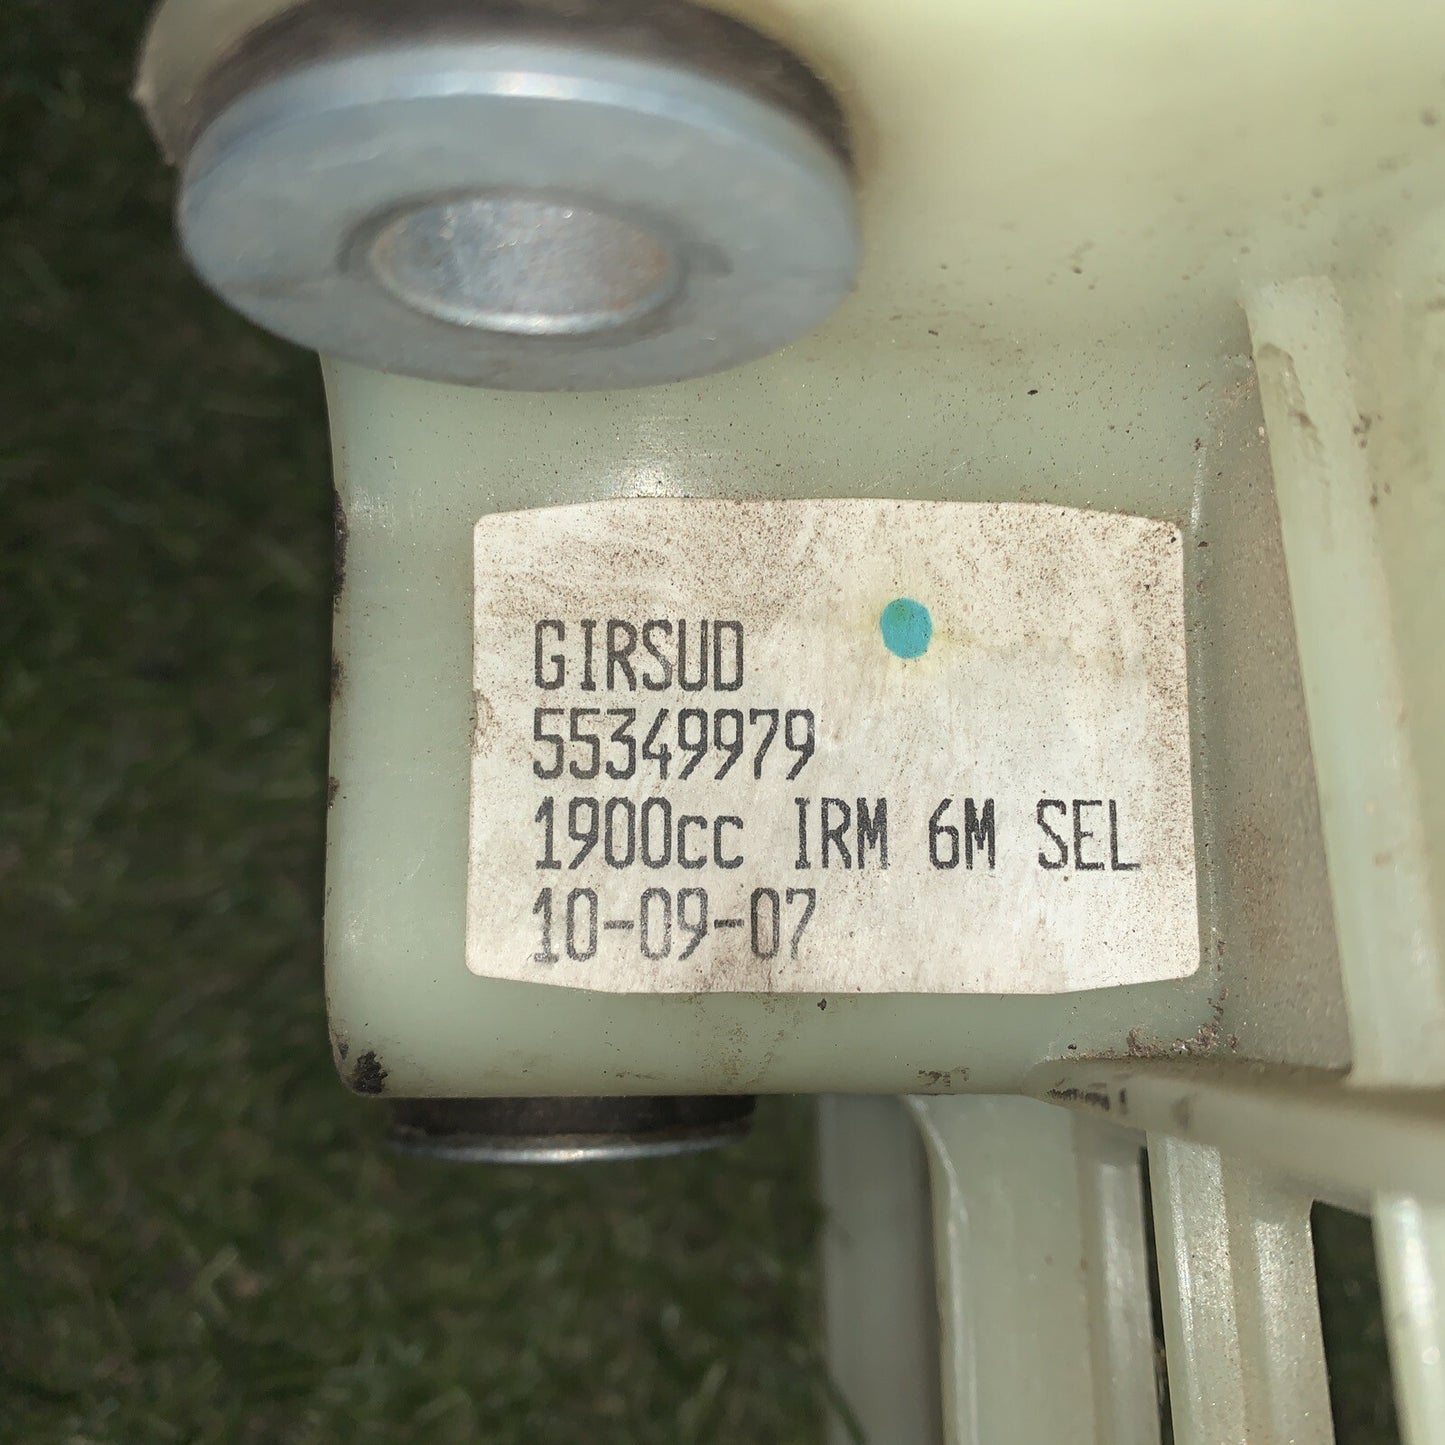 GIRSUD
55349979
1900cc IRM 6M SEL
10-09-07